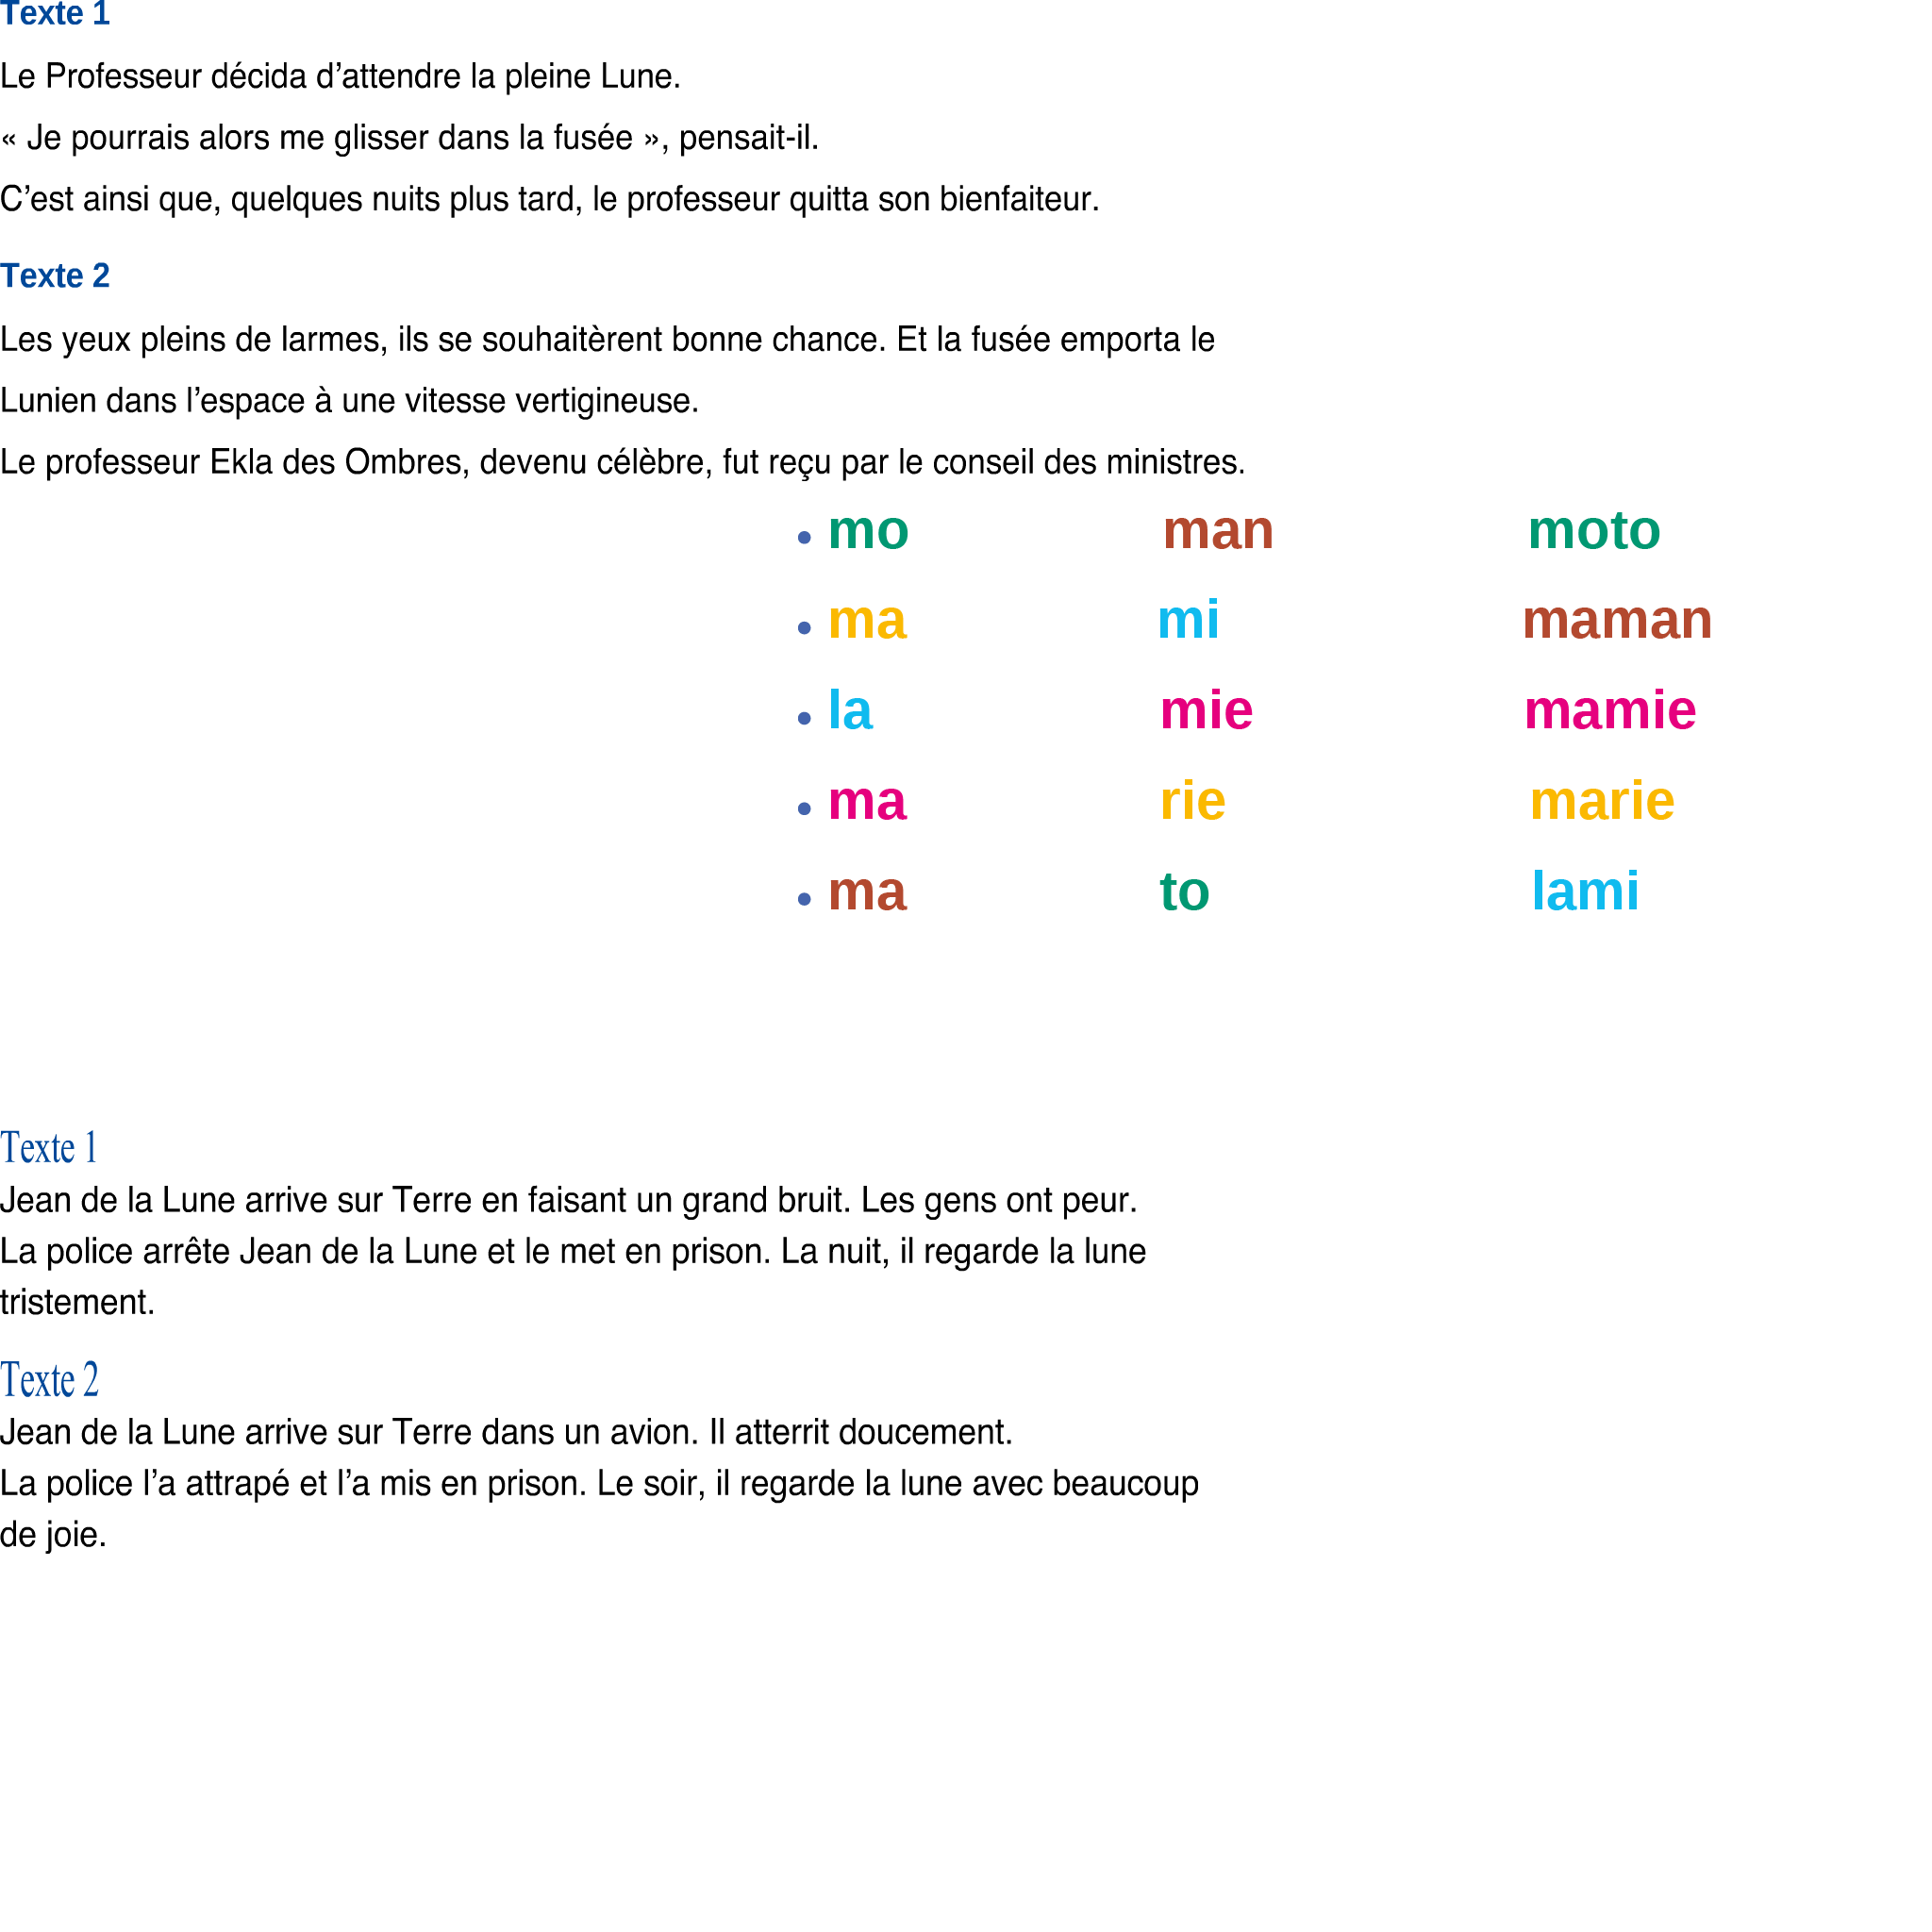 Texte 1
Le Professeur décida d’attendre la pleine Lune.
« Je pourrais alors me glisser dans la fusée », pensait-il.
C’est ainsi que, quelques nuits plus tard, le professeur quitta son bienfaiteur.
Texte 2
Les yeux pleins de larmes, ils se souhaitèrent bonne chance. Et la fusée emporta le
Lunien dans l’espace à une vitesse vertigineuse.
Le professeur Ekla des Ombres, devenu célèbre, fut reçu par le conseil des ministres.
• mo man moto
• ma mi maman
• la mie mamie
• ma rie marie
• ma to lami
Texte 1
Jean de la Lune arrive sur Terre en faisant un grand bruit. Les gens ont peur.
La police arrête Jean de la Lune et le met en prison. La nuit, il regarde la lune
tristement.
Texte 2
Jean de la Lune arrive sur Terre dans un avion. Il atterrit doucement.
La police l’a attrapé et l’a mis en prison. Le soir, il regarde la lune avec beaucoup
de joie.